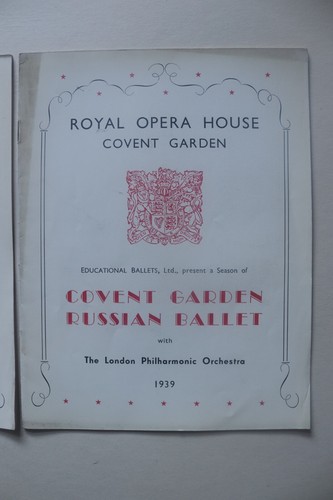 ROYAL OPERA HOUSE
COVENT GARDEN
EDUCATIONAL BALLETS, Ltd., present a Season of
COVENT GARDEN
RUSSIAN BALLET
with
The London Philharmonic Orchestra
1939